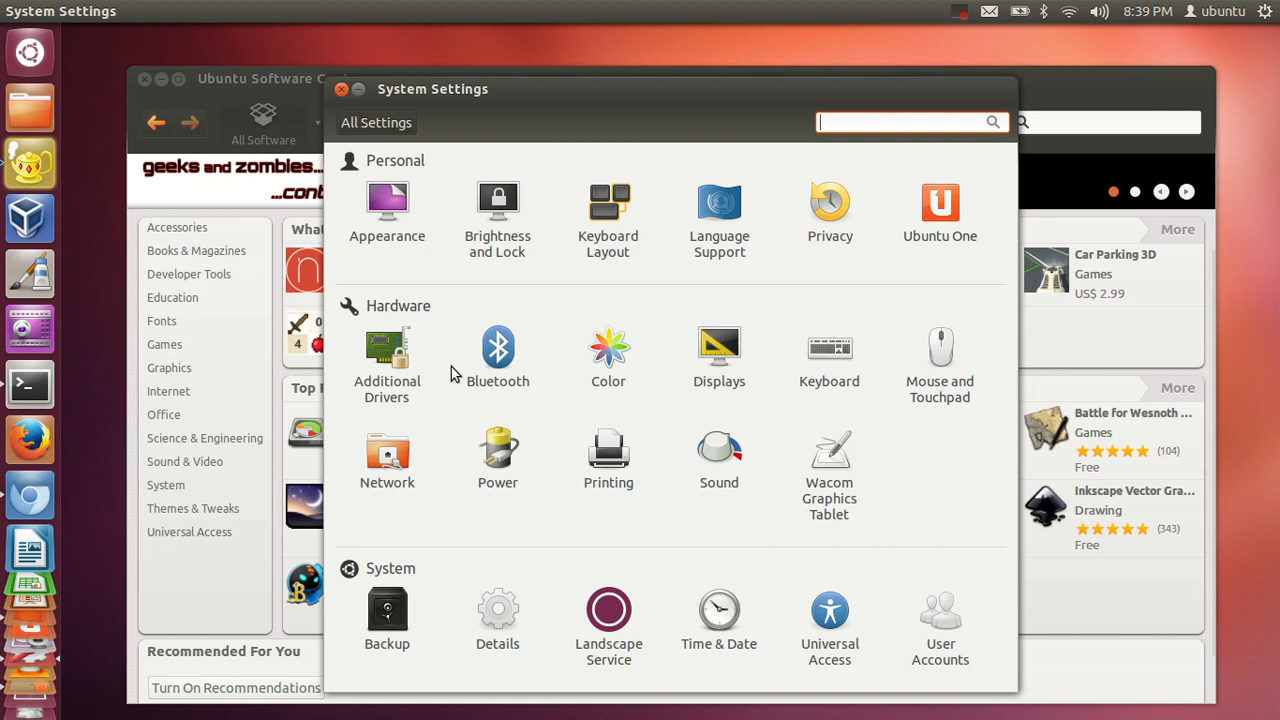 System Settings
8:39 PM
ubuntu
Ubuntu Software
All Software
geeks and zombies...
Accessories
Books & Magazines
Developer Tools
Education
Fonts
Games
Graphics
Internet
Office
Science & Engineering
Sound & Video
System
Themes & Tweaks
Universal Access
Recommended For You
Turn On Recommendations
System Settings
All Settings
Personal
Appearance
Brightness
and Lock
Keyboard
Layout
Language
Support
Privacy
Ubuntu One
Hardware
Additional
Drivers
Bluetooth
Color
Displays
Keyboard
Mouse and
Touchpad
Network
Power
Printing
Sound
Wacom
Graphics
Tablet
System
Backup
Details
Landscape
Service
Time & Date
Universal
Access
User
Accounts
More
Car Parking 3D
Games
US$ 2.99
More
Battle for Wesnoth ...
Games
(104)
Free
Inkscape Vector Gra...
Drawing
(343)
Free